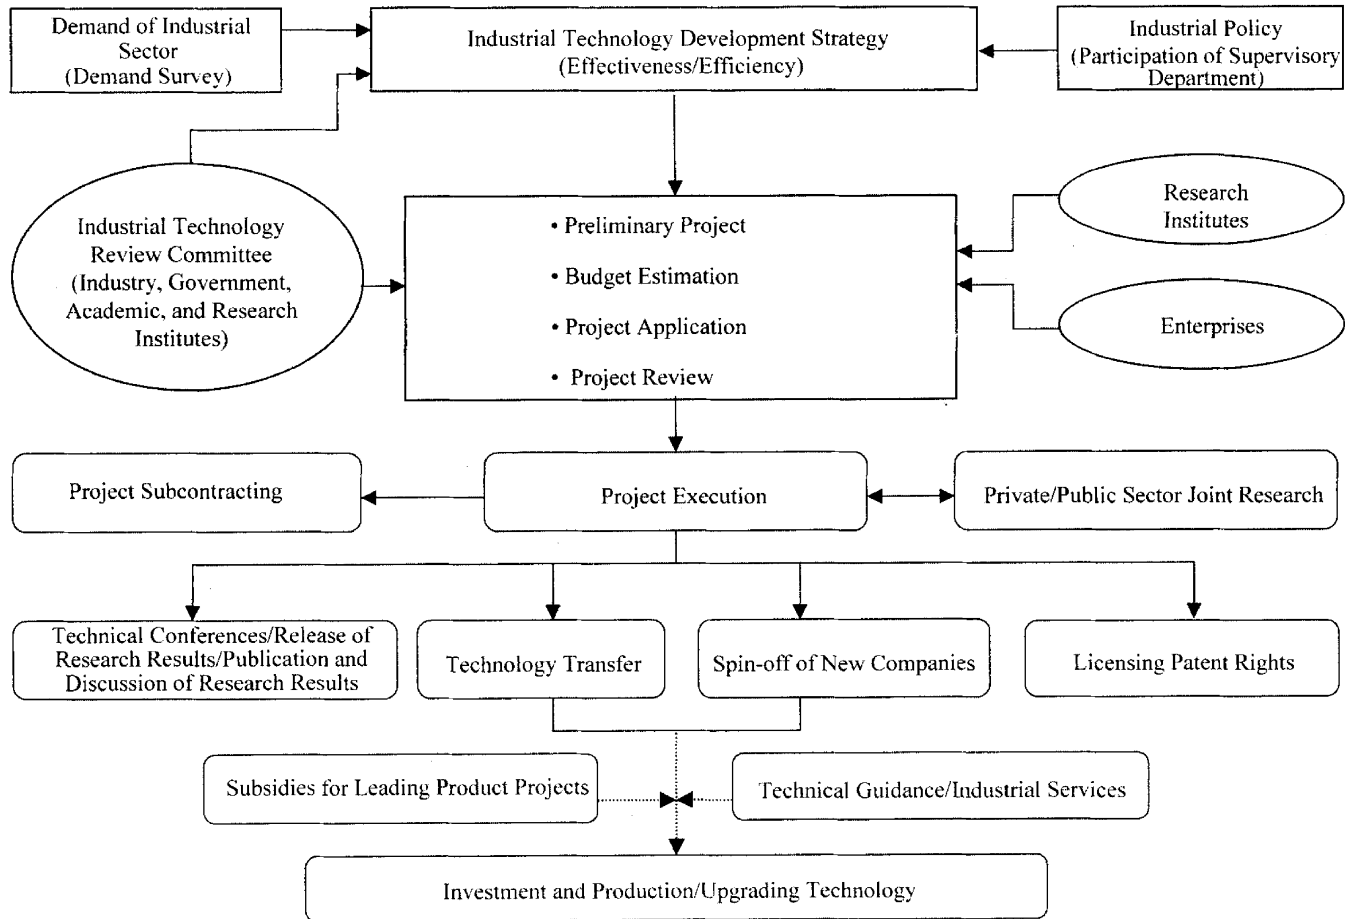 Demand of Industrial
Sector
(Demand Survey)
Industrial Technology Development Strategy
(Effectiveness/Efficiency)
Industrial Policy
(Participation of Supervisory
Department)
Industrial Technology
Review Committee
(Industry, Government,
Academic, and Research
Institutes)
• Preliminary Project
• Budget Estimation
• Project Application
• Project Review
Research
Institutes
Enterprises
Project Subcontracting
Project Execution
Private/Public Sector Joint Research
Technical Conferences/Release of
Research Results/Publication and
Discussion of Research Results
Technology Transfer
Spin-off of New Companies
Licensing Patent Rights
Subsidies for Leading Product Projects
Technical Guidance/Industrial Services
Investment and Production/Upgrading Technology